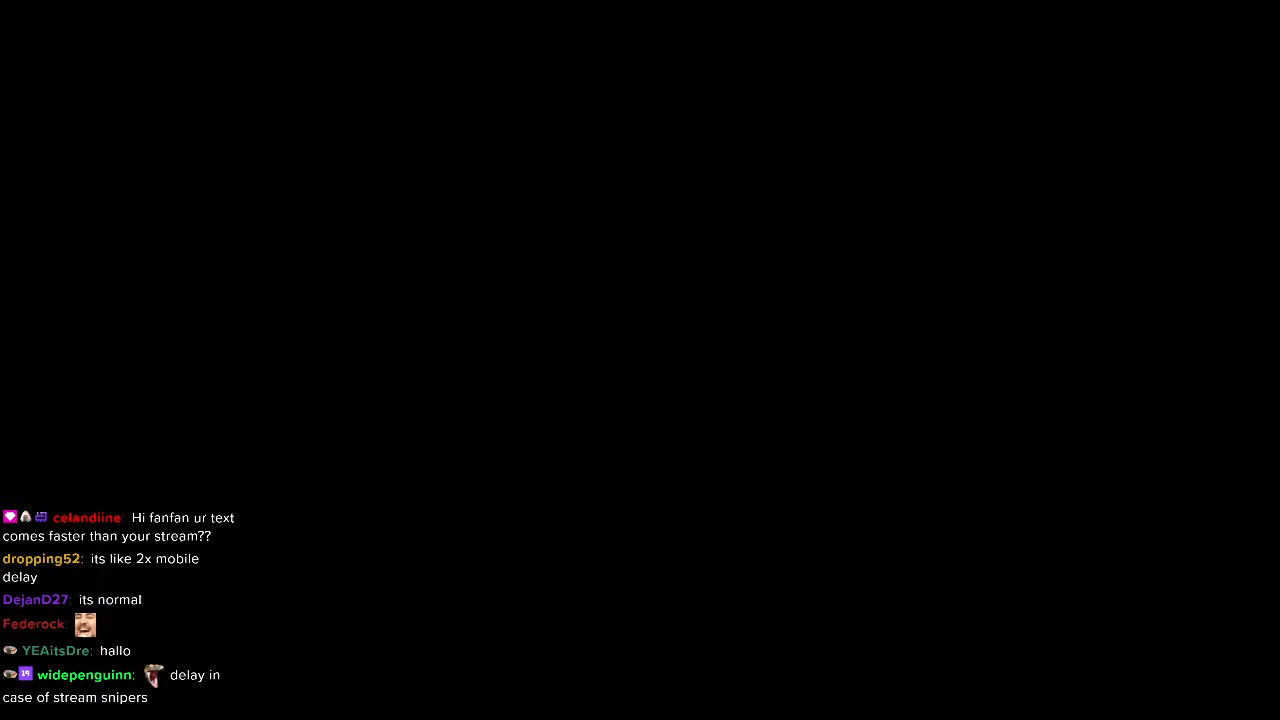 celandiine: Hi fanfan ur text
comes faster than your stream??
dropping52: its like 2x mobile
delay
DejanD27: its normal
Federock:
YEAitsDre: hallo
19 widepenguinn: delay in
case of stream snipers